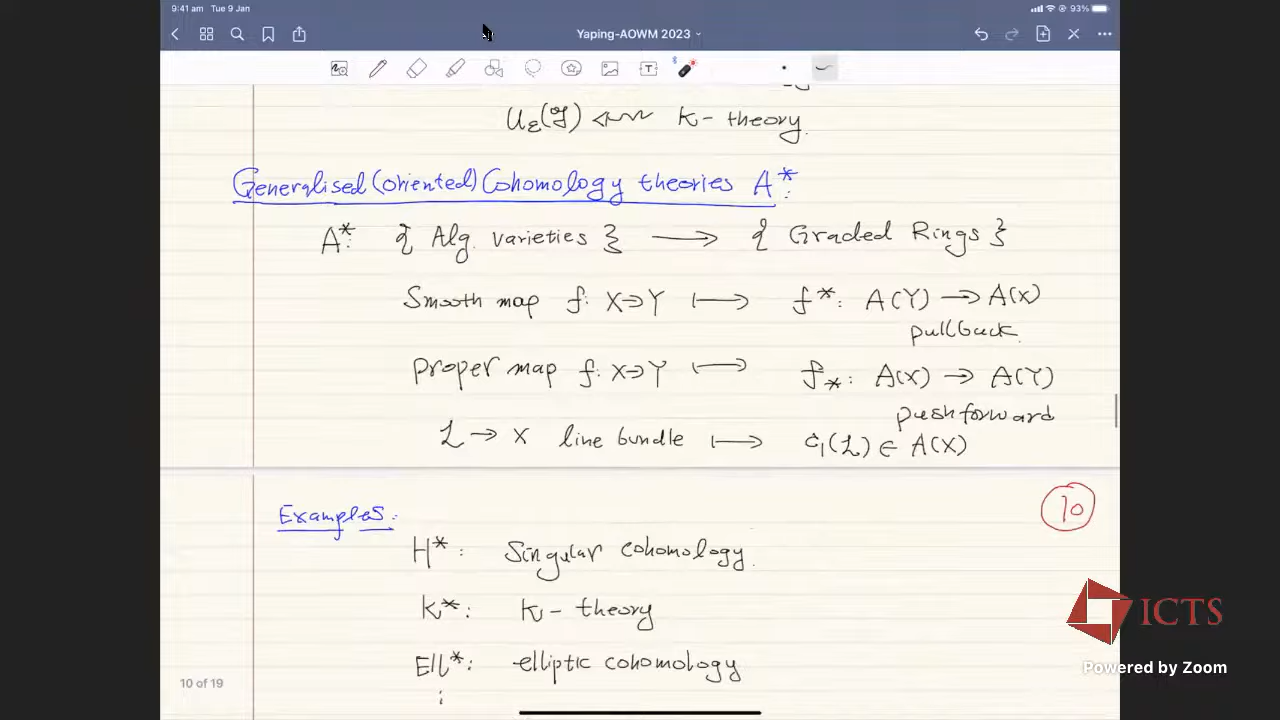 9:41 am Tue 9 Jan
93%
Yaping-AOWM 2023
U_ε(g) ⇜ K-theory.
Generalised (oriented) Cohomology theories A*:
A*: { Alg. varieties } ⟶ { Graded Rings }
Smooth map f: X→Y ⟼ f*: A(Y) → A(X)
pullback.
Proper map f: X→Y ⟼ f_*: A(X) → A(Y)
pushforward
L → X line bundle ⟼ c₁(L) ∈ A(X)
Examples:
10
H*: Singular cohomology.
K*: K-theory
Ell*: elliptic cohomology
⋮
ICTS
Powered by Zoom
10 of 19